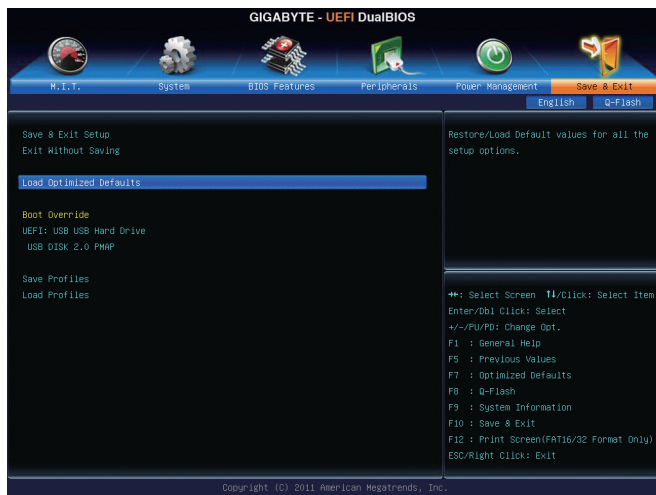 GIGABYTE - UEFI DualBIOS
M.I.T.
System
BIOS Features
Peripherals
Power Management
Save & Exit
English
Q-Flash
Save & Exit Setup
Exit Without Saving
Load Optimized Defaults
Boot Override
UEFI: USB USB Hard Drive
USB DISK 2.0 PMAP
Save Profiles
Load Profiles
Restore/Load Default values for all the
setup options.
→←: Select Screen ↑↓/Click: Select Item
Enter/Dbl Click: Select
+/-/PU/PD: Change Opt.
F1 : General Help
F5 : Previous Values
F7 : Optimized Defaults
F8 : Q-Flash
F9 : System Information
F10 : Save & Exit
F12 : Print Screen(FAT16/32 Format Only)
ESC/Right Click: Exit
Copyright (C) 2011 American Megatrends, Inc.